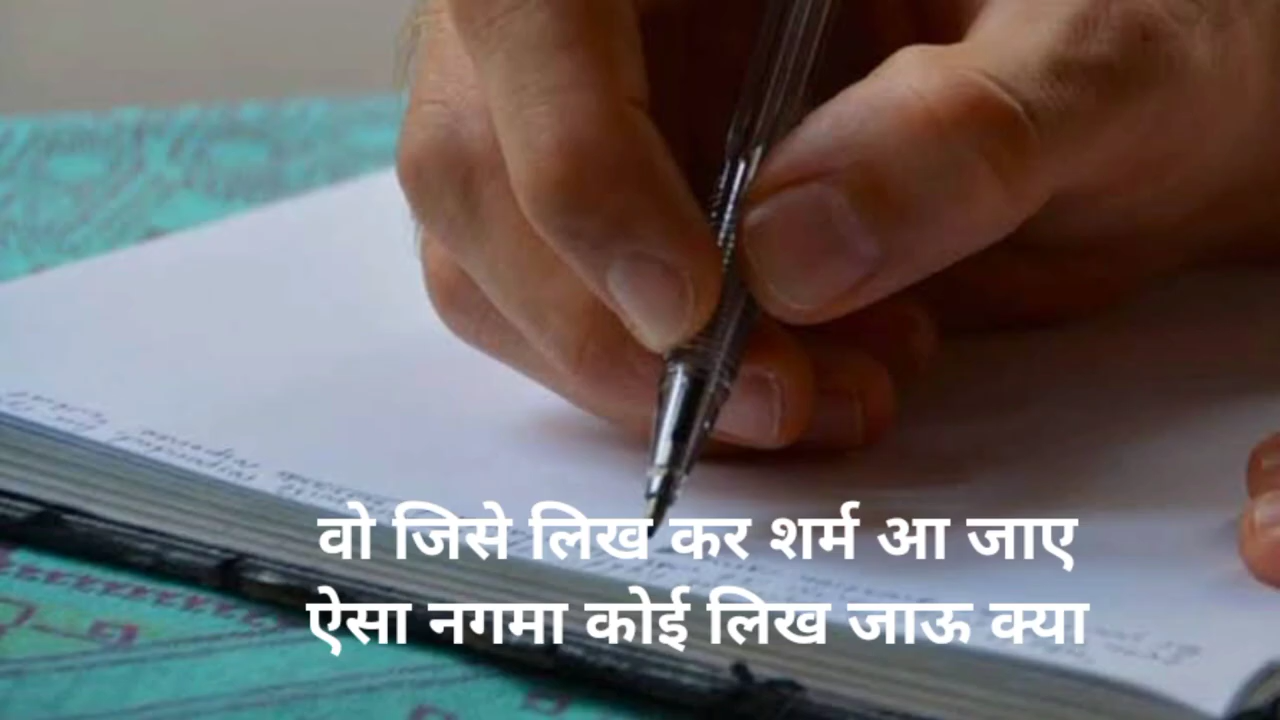 वो जिसे लिख कर शर्म आ जाए
ऐसा नगमा कोई लिख जाऊ क्या